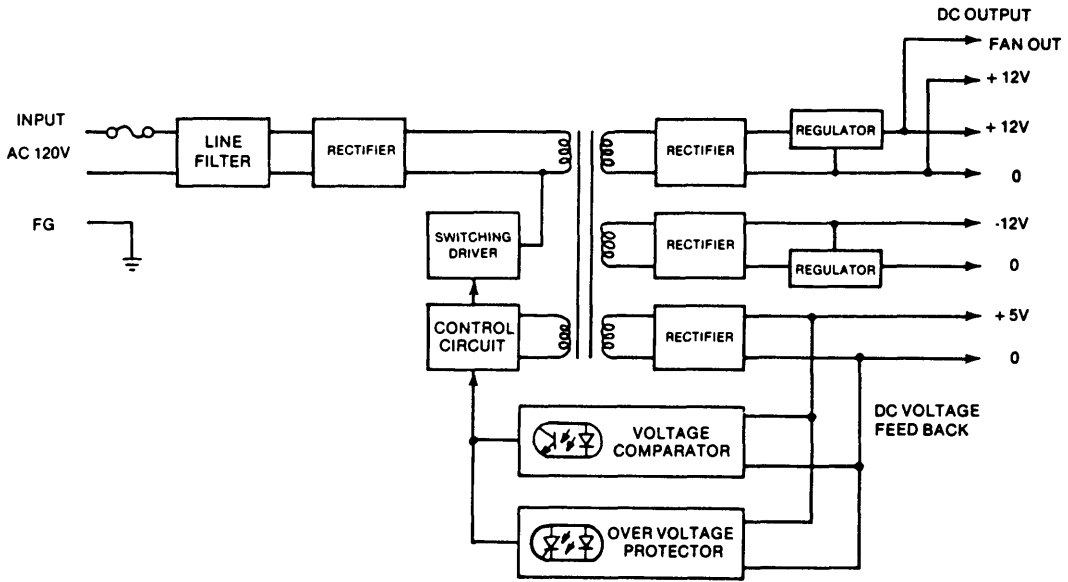 DC OUTPUT
FAN OUT
+ 12V
INPUT
AC 120V
LINE
FILTER
RECTIFIER
RECTIFIER
REGULATOR
+ 12V
0
FG
SWITCHING
DRIVER
RECTIFIER
REGULATOR
-12V
0
CONTROL
CIRCUIT
RECTIFIER
+ 5V
0
DC VOLTAGE
FEED BACK
VOLTAGE
COMPARATOR
OVER VOLTAGE
PROTECTOR